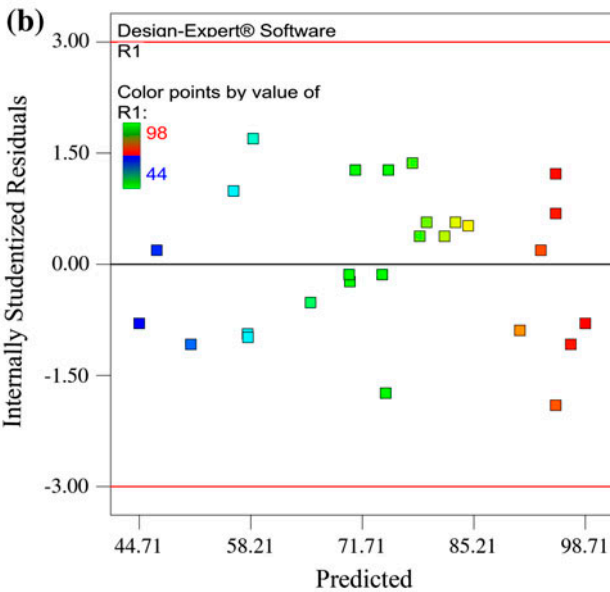 (b)
Design-Expert® Software
R1
Color points by value of
R1:
98
44
3.00
1.50
0.00
-1.50
-3.00
Internally Studentized Residuals
44.71
58.21
71.71
85.21
98.71
Predicted